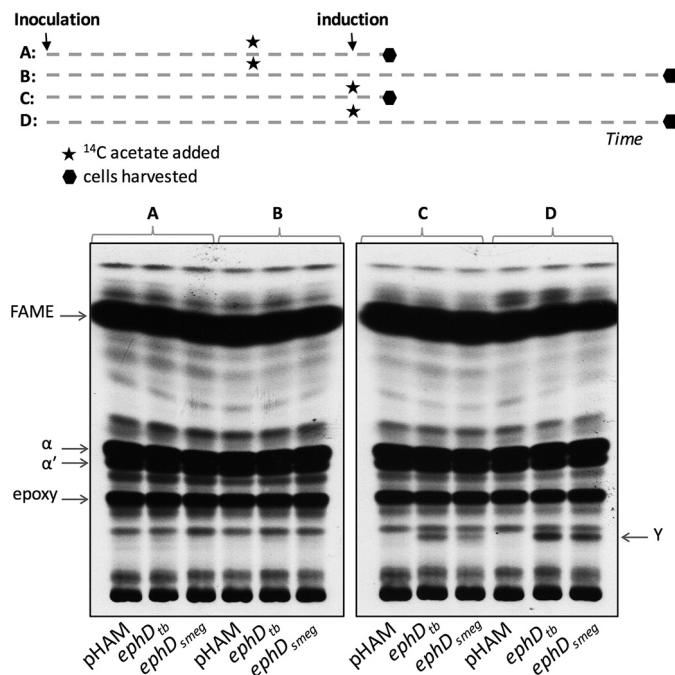 Inoculation
induction
A:
B:
C:
D:
Time
¹⁴C acetate added
cells harvested
A
B
C
D
FAME
α
α’
epoxy
Y
pHAM
ephD tb
ephD smeg
pHAM
ephD tb
ephD smeg
pHAM
ephD tb
ephD smeg
pHAM
ephD tb
ephD smeg